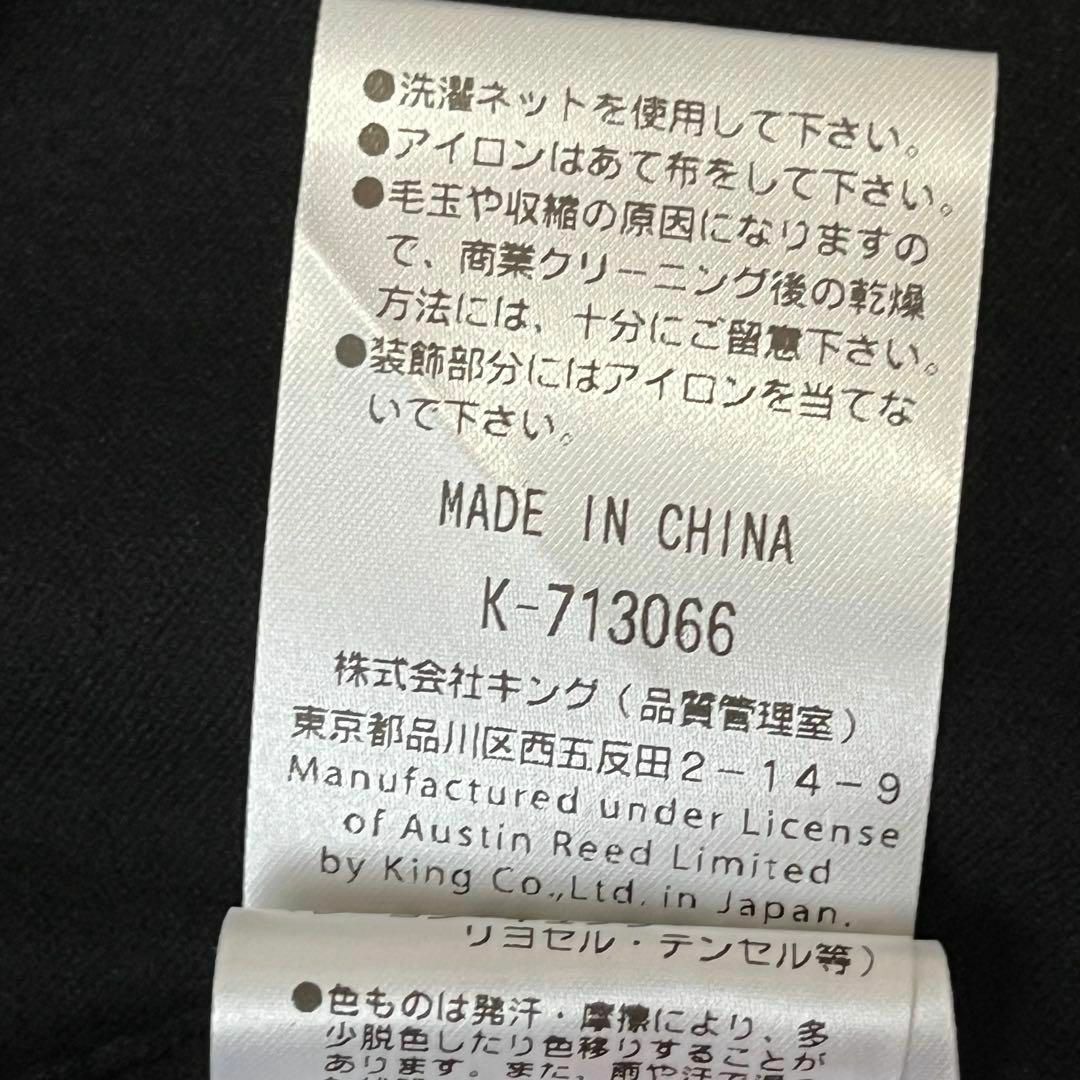 ●洗濯ネットを使用して下さい。
●アイロンはあて布をして下さい。
●毛玉や収縮の原因になりますの
で、商業クリーニング後の乾燥
方法には、十分にご留意下さい。
●装飾部分にはアイロンを当てな
いで下さい。
MADE IN CHINA
K-713066
株式会社キング(品質管理室)
東京都品川区西五反田2-14-9
Manufactured under License
of Austin Reed Limited
by King Co.,Ltd. in Japan.
リヨセル・テンセル等)
●色ものは発汗・摩擦により、多
少脱色したり色移りすることが
あります。また、雨や汗で湿っ